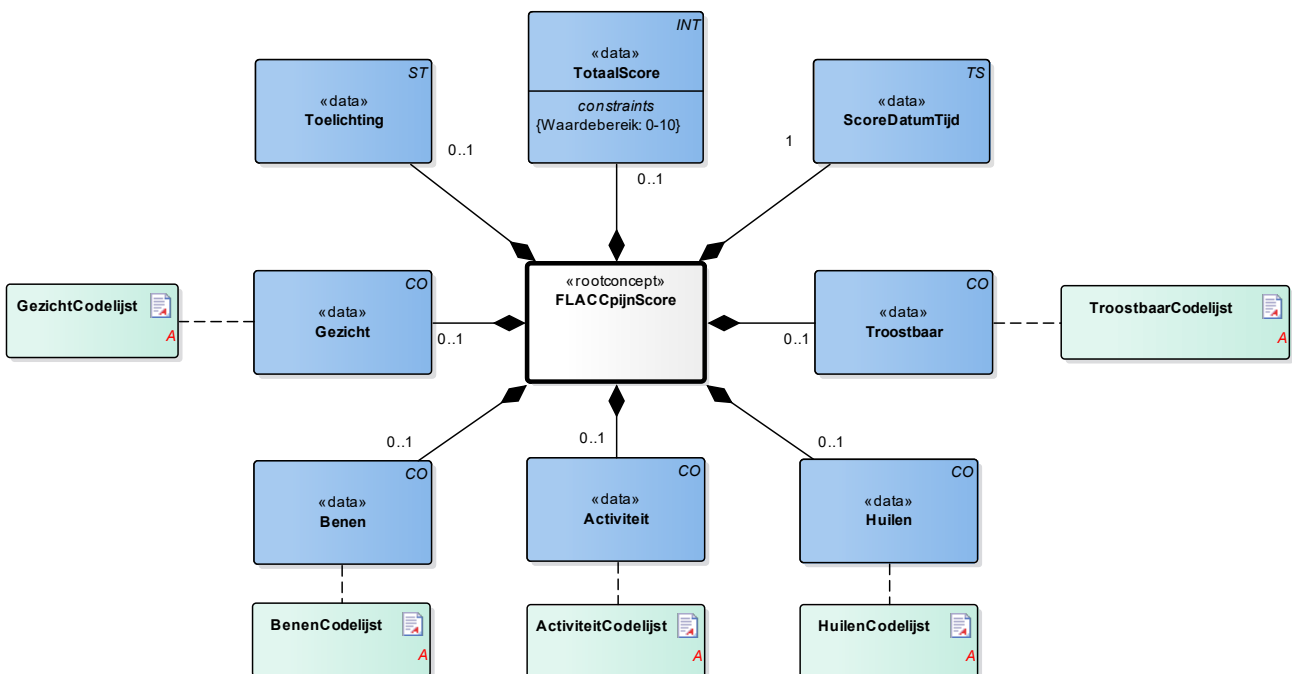 INT
«data»
TotaalScore
constraints
{Waardebereik: 0-10}
0..1
ST
«data»
Toelichting
0..1
TS
«data»
ScoreDatumTijd
1
«rootconcept»
FLACCpijnScore
GezichtCodelijst
A
CO
«data»
Gezicht
0..1
CO
«data»
Troostbaar
0..1
TroostbaarCodelijst
A
CO
«data»
Benen
0..1
CO
«data»
Activiteit
0..1
CO
«data»
Huilen
0..1
BenenCodelijst
A
ActiviteitCodelijst
A
HuilenCodelijst
A